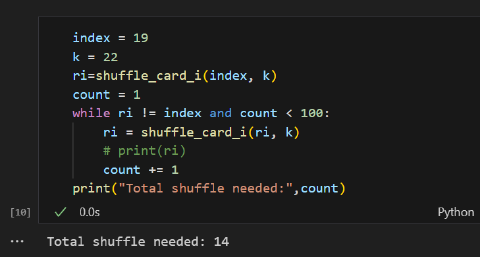 index = 19
k = 22
ri=shuffle_card_i(index, k)
count = 1
while ri != index and count < 100:
    ri = shuffle_card_i(ri, k)
    # print(ri)
    count += 1
print("Total shuffle needed:",count)
[10] ✓ 0.0s Python
... Total shuffle needed: 14